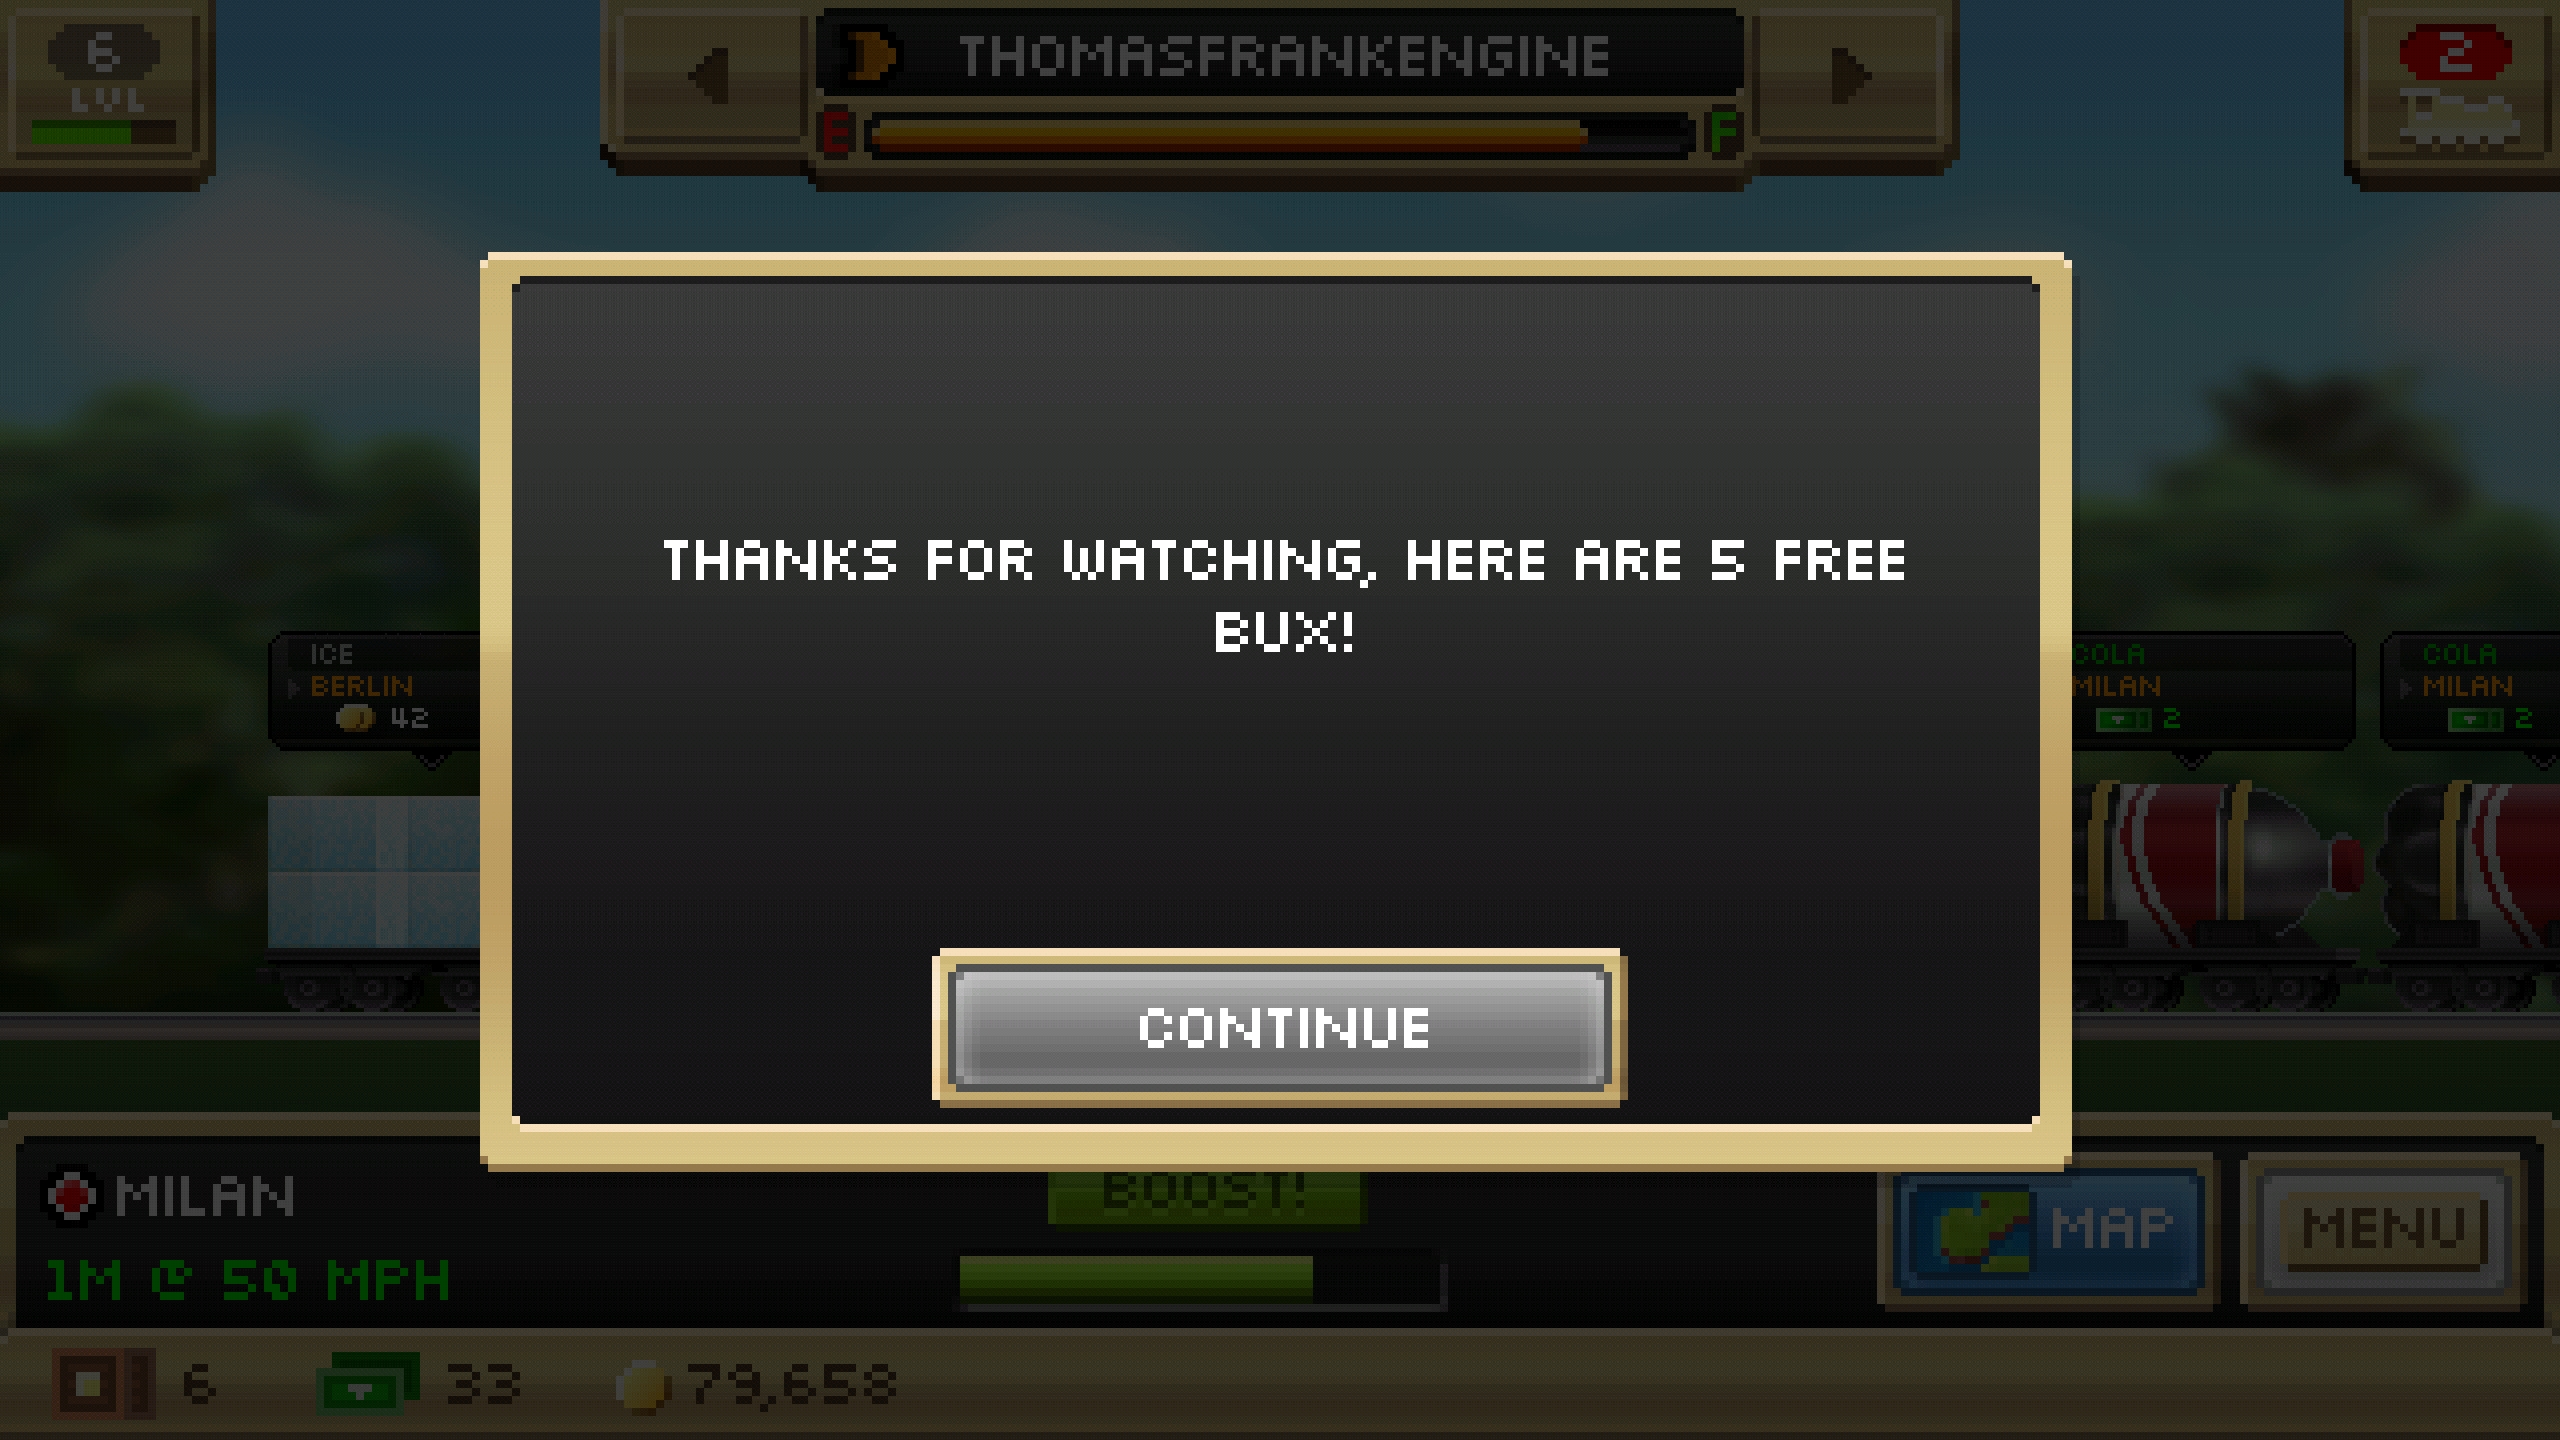 6
LVL
THOMASFRANKENGINE
E F
2
THANKS FOR WATCHING, HERE ARE 5 FREE
BUX!
ICE
BERLIN
42
COLA
MILAN
2
COLA
MILAN
2
CONTINUE
MILAN
1M @ 50 MPH
BOOST!
MAP
MENU
6 33 79,658